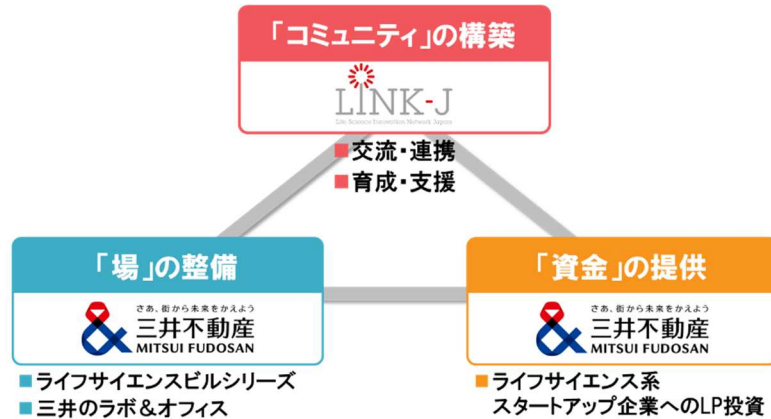 「コミュニティ」の構築
LINK-J
Life Science Innovation Network Japan
■交流・連携
■育成・支援
「場」の整備
さあ、街から未来をかえよう
三井不動産
MITSUI FUDOSAN
■ライフサイエンスビルシリーズ
■三井のラボ&オフィス
「資金」の提供
さあ、街から未来をかえよう
三井不動産
MITSUI FUDOSAN
■ライフサイエンス系
スタートアップ企業へのLP投資